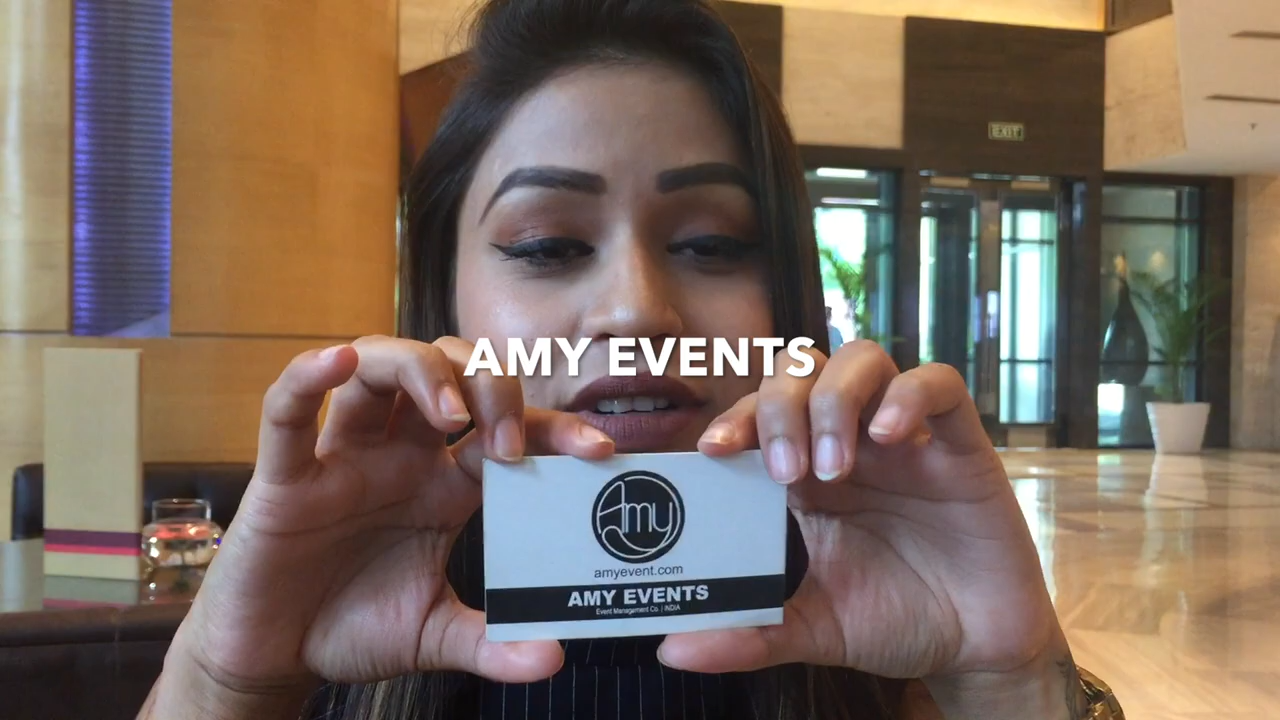 EXIT
AMY EVENTS
Amy
amyevent.com
AMY EVENTS
Event Management Co. | INDIA